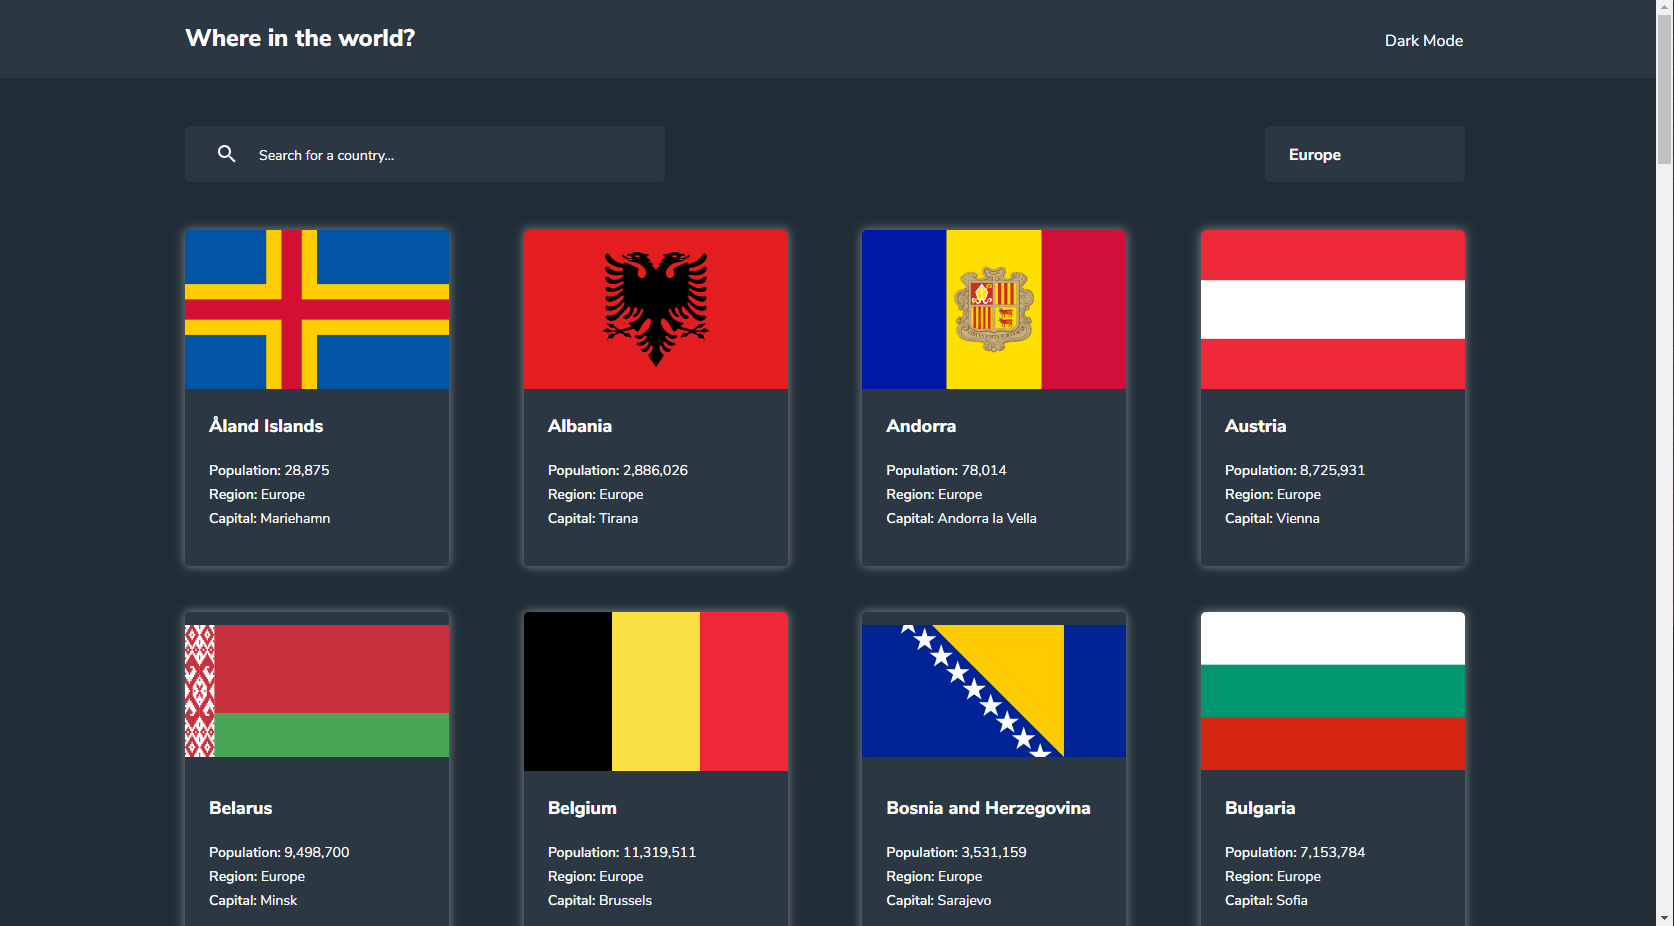 Where in the world?
Dark Mode
Search for a country...
Europe
Åland Islands
Population: 28,875
Region: Europe
Capital: Mariehamn
Albania
Population: 2,886,026
Region: Europe
Capital: Tirana
Andorra
Population: 78,014
Region: Europe
Capital: Andorra la Vella
Austria
Population: 8,725,931
Region: Europe
Capital: Vienna
Belarus
Population: 9,498,700
Region: Europe
Capital: Minsk
Belgium
Population: 11,319,511
Region: Europe
Capital: Brussels
Bosnia and Herzegovina
Population: 3,531,159
Region: Europe
Capital: Sarajevo
Bulgaria
Population: 7,153,784
Region: Europe
Capital: Sofia